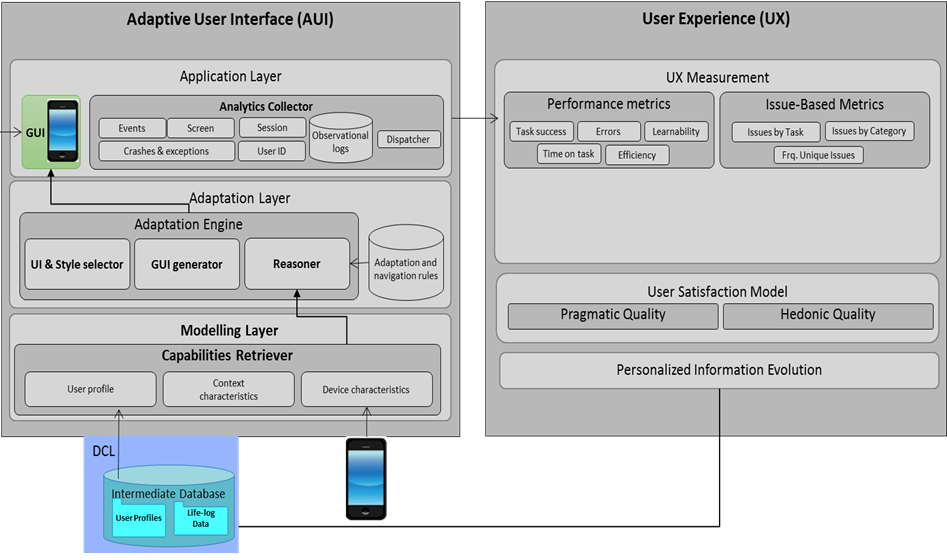 Adaptive User Interface (AUI)
Application Layer
GUI
Analytics Collector
Events
Screen
Session
Crashes & exceptions
User ID
Observational
logs
Dispatcher
Adaptation Layer
Adaptation Engine
UI & Style selector
GUI generator
Reasoner
Adaptation and
navigation rules
Modelling Layer
Capabilities Retriever
User profile
Context
characteristics
Device characteristics
DCL
Intermediate Database
User Profiles
Life-log
Data
User Experience (UX)
UX Measurement
Performance metrics
Task success
Errors
Learnability
Time on task
Efficiency
Issue-Based Metrics
Issues by Task
Issues by Category
Frq. Unique Issues
User Satisfaction Model
Pragmatic Quality
Hedonic Quality
Personalized Information Evolution